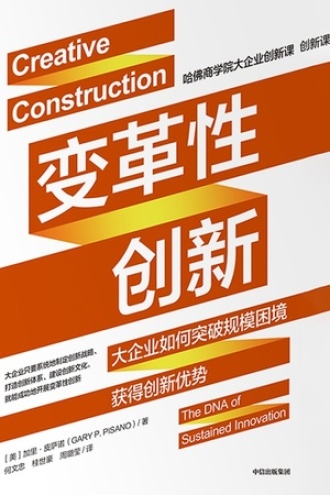 Creative
Construction
哈佛商学院大企业创新课 创新课
变革性
创新
大企业只要系统地制定创新战略、
打造创新体系、建设创新文化，
就能成功地开展变革性创新
大企业如何突破规模困境
获得创新优势
The DNA of
Sustained Innovation
［美］加里·皮萨诺（GARY P. PISANO）著
何文忠 桂世豪 周璐莹/译
中信出版集团